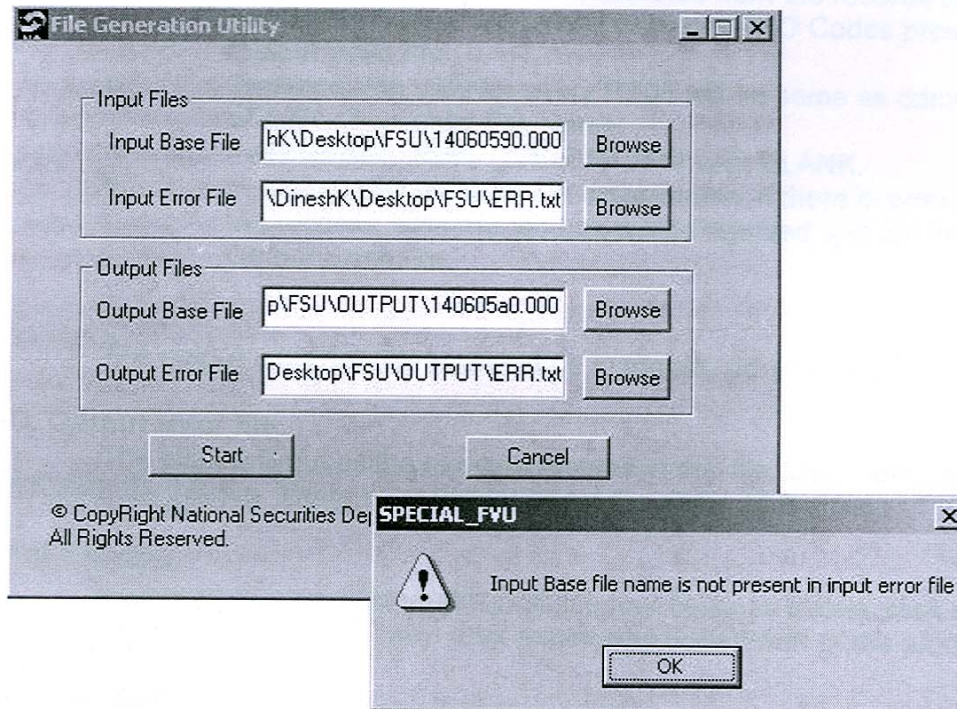 File Generation Utility
Input Files
Input Base File hK\Desktop\FSU\14060590.000 Browse
Input Error File \DineshK\Desktop\FSU\ERR.txt Browse
Output Files
Output Base File p\FSU\OUTPUT\140605a0.000 Browse
Output Error File Desktop\FSU\OUTPUT\ERR.txt Browse
Start Cancel
© CopyRight National Securities De
All Rights Reserved.
SPECIAL_FVU
Input Base file name is not present in input error file
OK